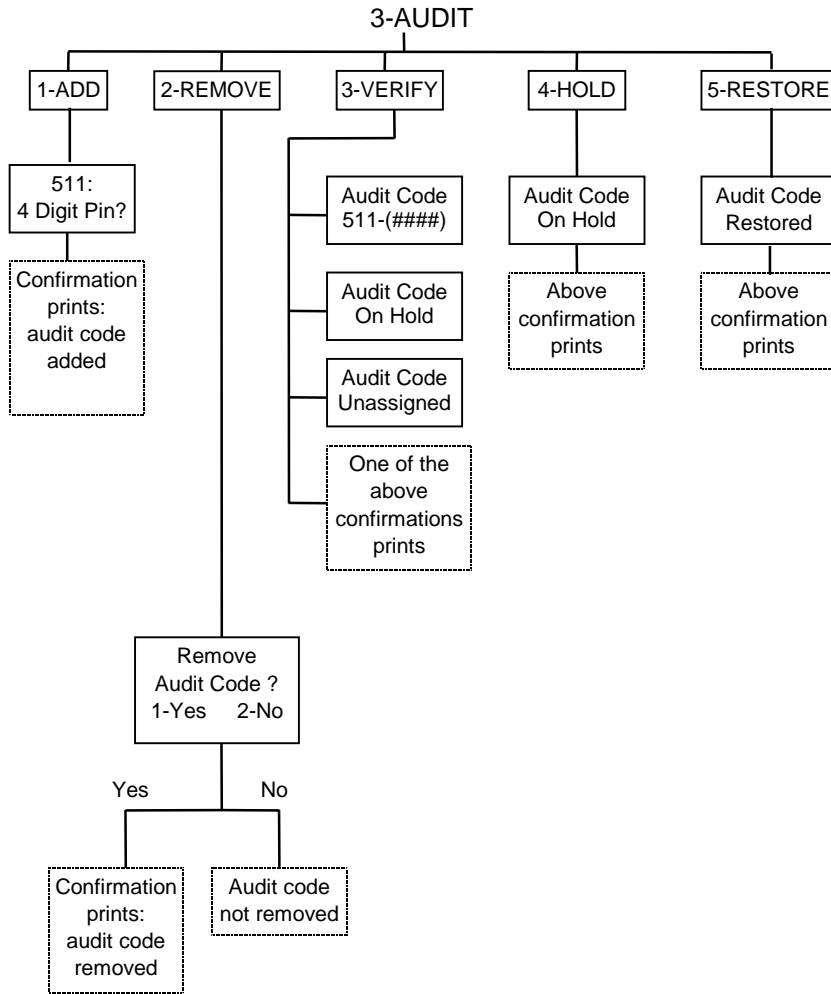 3-AUDIT
1-ADD
2-REMOVE
3-VERIFY
4-HOLD
5-RESTORE
511:
4 Digit Pin?
Confirmation
prints:
audit code
added
Audit Code
511-(####)
Audit Code
On Hold
Audit Code
Unassigned
One of the
above
confirmations
prints
Audit Code
On Hold
Above
confirmation
prints
Audit Code
Restored
Above
confirmation
prints
Remove
Audit Code ?
1-Yes 2-No
Yes
No
Confirmation
prints:
audit code
removed
Audit code
not removed